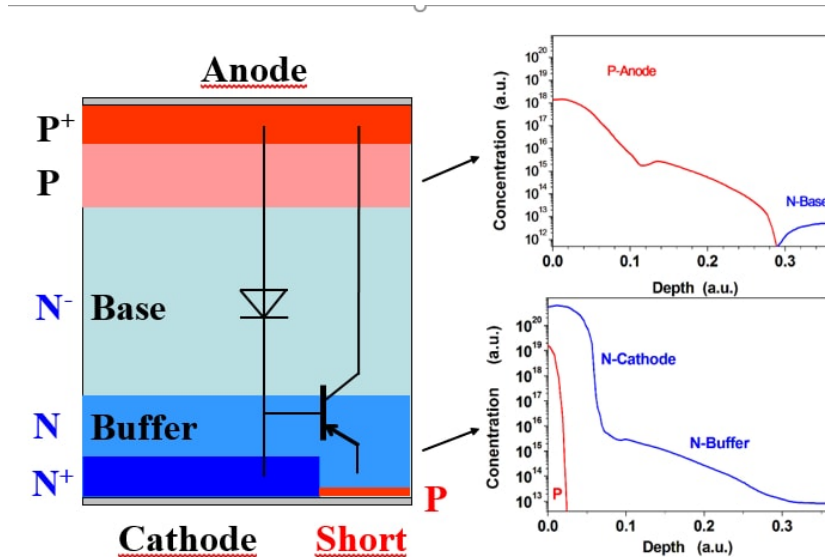 Anode
P+
P
N- Base
N Buffer
N+
P
Cathode Short
Concentration (a.u.)
10^20
10^19
10^18
10^17
10^16
10^15
10^14
10^13
10^12
P-Anode
N-Base
0.0 0.1 0.2 0.3
Depth (a.u.)
Conentration (a.u.)
10^20
10^19
10^18
10^17
10^16
10^15
10^14
10^13
N-Cathode
N-Buffer
P
0.0 0.1 0.2 0.3
Depth (a.u.)